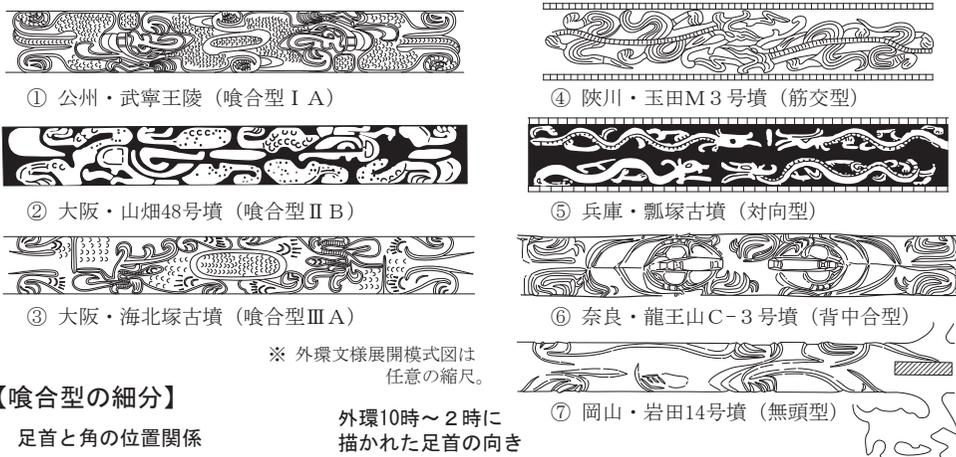 ① 公州・武寧王陵（喰合型ⅠA）
② 大阪・山畑48号墳（喰合型ⅡB）
③ 大阪・海北塚古墳（喰合型ⅢA）
④ 陜川・玉田M３号墳（筋交型）
⑤ 兵庫・瓢塚古墳（対向型）
⑥ 奈良・龍王山C-３号墳（背中合型）
⑦ 岡山・岩田14号墳（無頭型）
※ 外環文様展開模式図は
任意の縮尺。
【喰合型の細分】
足首と角の位置関係
外環10時～２時に
描かれた足首の向き